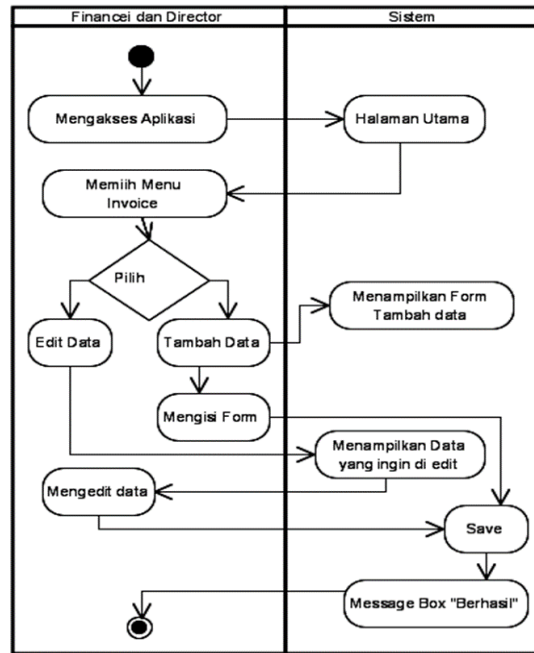 Financei dan Director
Sistem
Mengakses Aplikasi
Halaman Utama
Memiih Menu
Invoice
Pilih
Menampilkan Form
Tambah data
Edit Data
Tambah Data
Mengisi Form
Menampilkan Data
yang ingin di edit
Mengedit data
Save
Message Box "Berhasil"